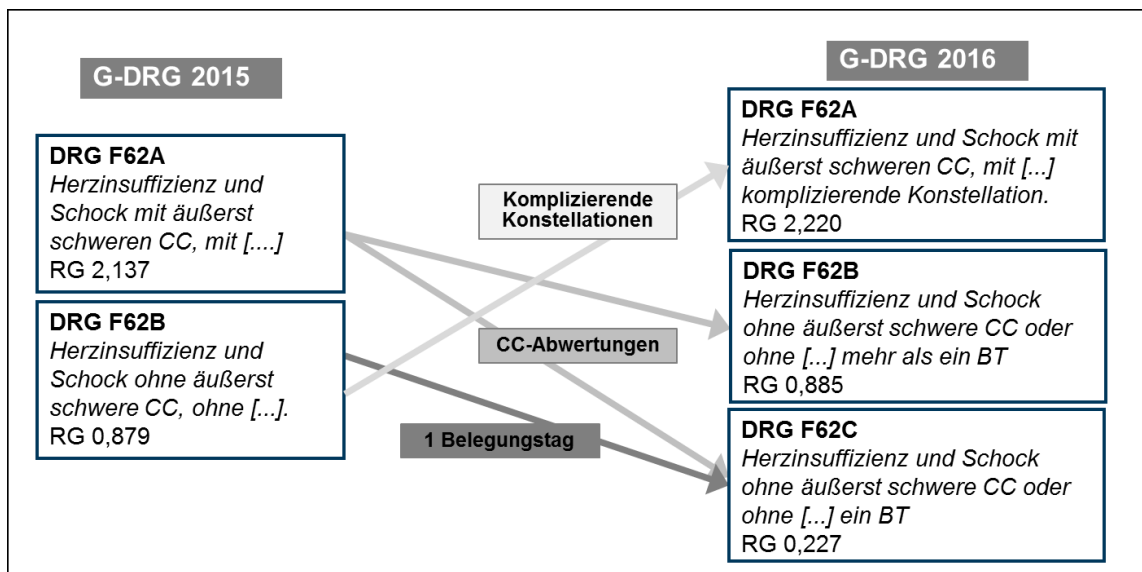 G-DRG 2015
DRG F62A
Herzinsuffizienz und
Schock mit äußerst
schweren CC, mit [....]
RG 2,137
DRG F62B
Herzinsuffizienz und
Schock ohne äußerst
schwere CC, ohne [...].
RG 0,879
Komplizierende
Konstellationen
CC-Abwertungen
1 Belegungstag
G-DRG 2016
DRG F62A
Herzinsuffizienz und Schock mit
äußerst schweren CC, mit [...]
komplizierende Konstellation.
RG 2,220
DRG F62B
Herzinsuffizienz und Schock
ohne äußerst schwere CC oder
ohne [...] mehr als ein BT
RG 0,885
DRG F62C
Herzinsuffizienz und Schock
ohne äußerst schwere CC oder
ohne [...] ein BT
RG 0,227